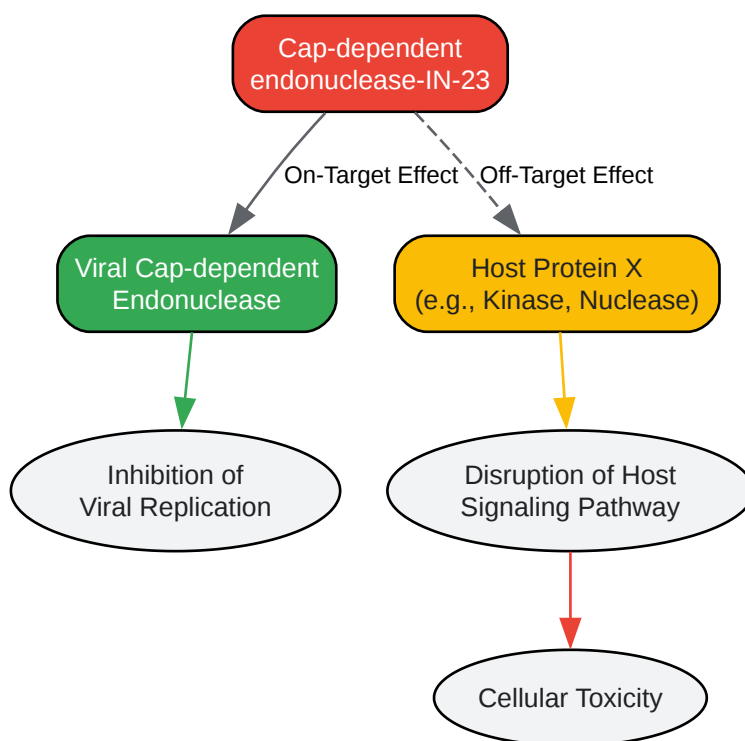 Cap-dependent
endonuclease-IN-23
On-Target Effect
Off-Target Effect
Viral Cap-dependent
Endonuclease
Host Protein X
(e.g., Kinase, Nuclease)
Inhibition of
Viral Replication
Disruption of Host
Signaling Pathway
Cellular Toxicity